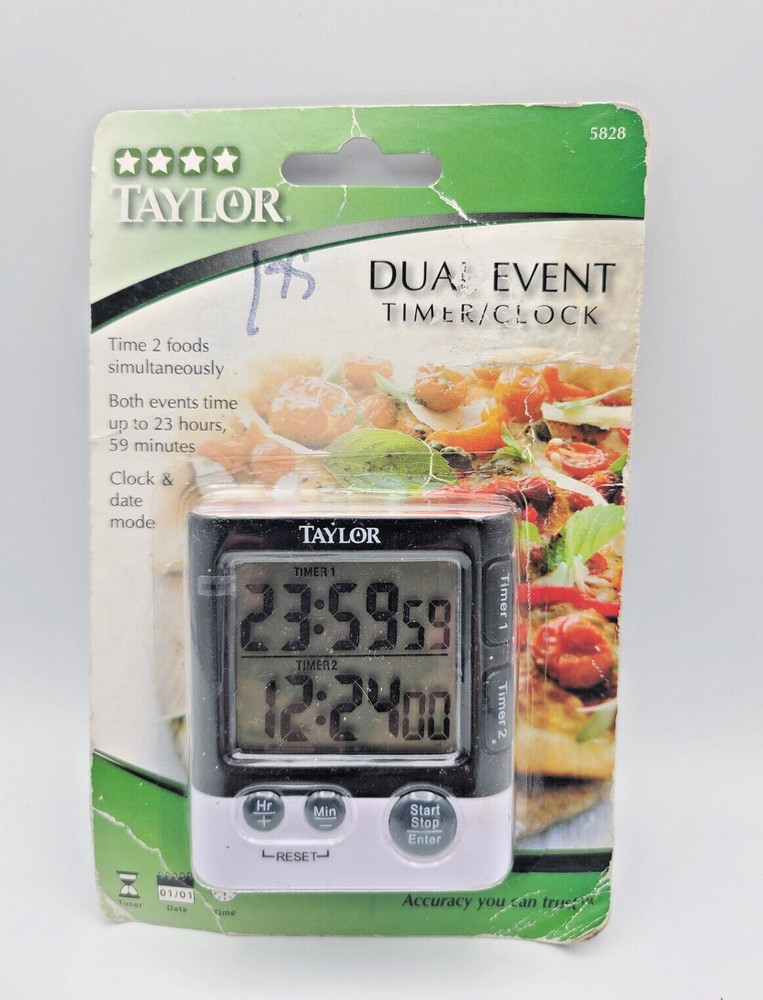 5828
TAYLOR
DUAL EVENT
TIMER/CLOCK
Time 2 foods
simultaneously
Both events time
up to 23 hours,
59 minutes
Clock &
date
mode
TAYLOR
TIMER 1
23:59 59
TIMER 2
12:24 00
Timer 1
Timer 2
Hr
+
Min
–
Start
Stop
Enter
RESET
Timer
01/01
Date
Time
Accuracy you can trust™